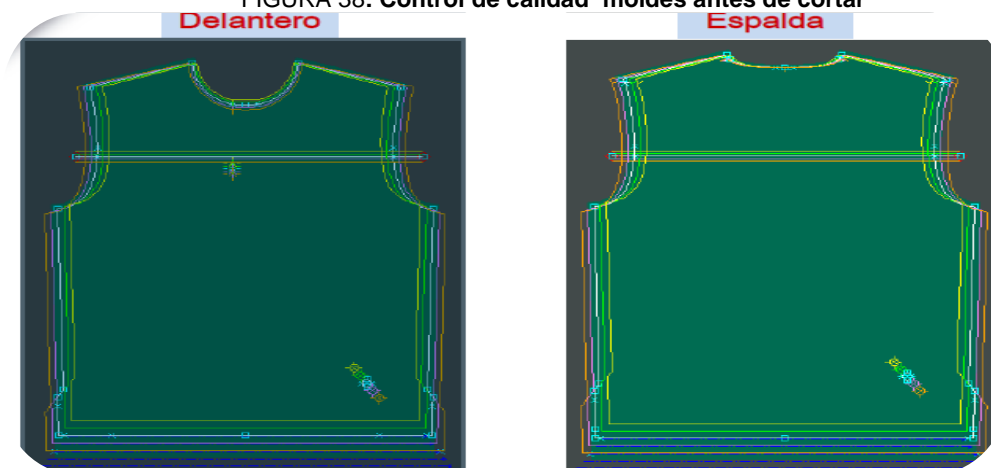 FIGURA 38. Control de calidad moldes antes de cortar
Delantero
Espalda